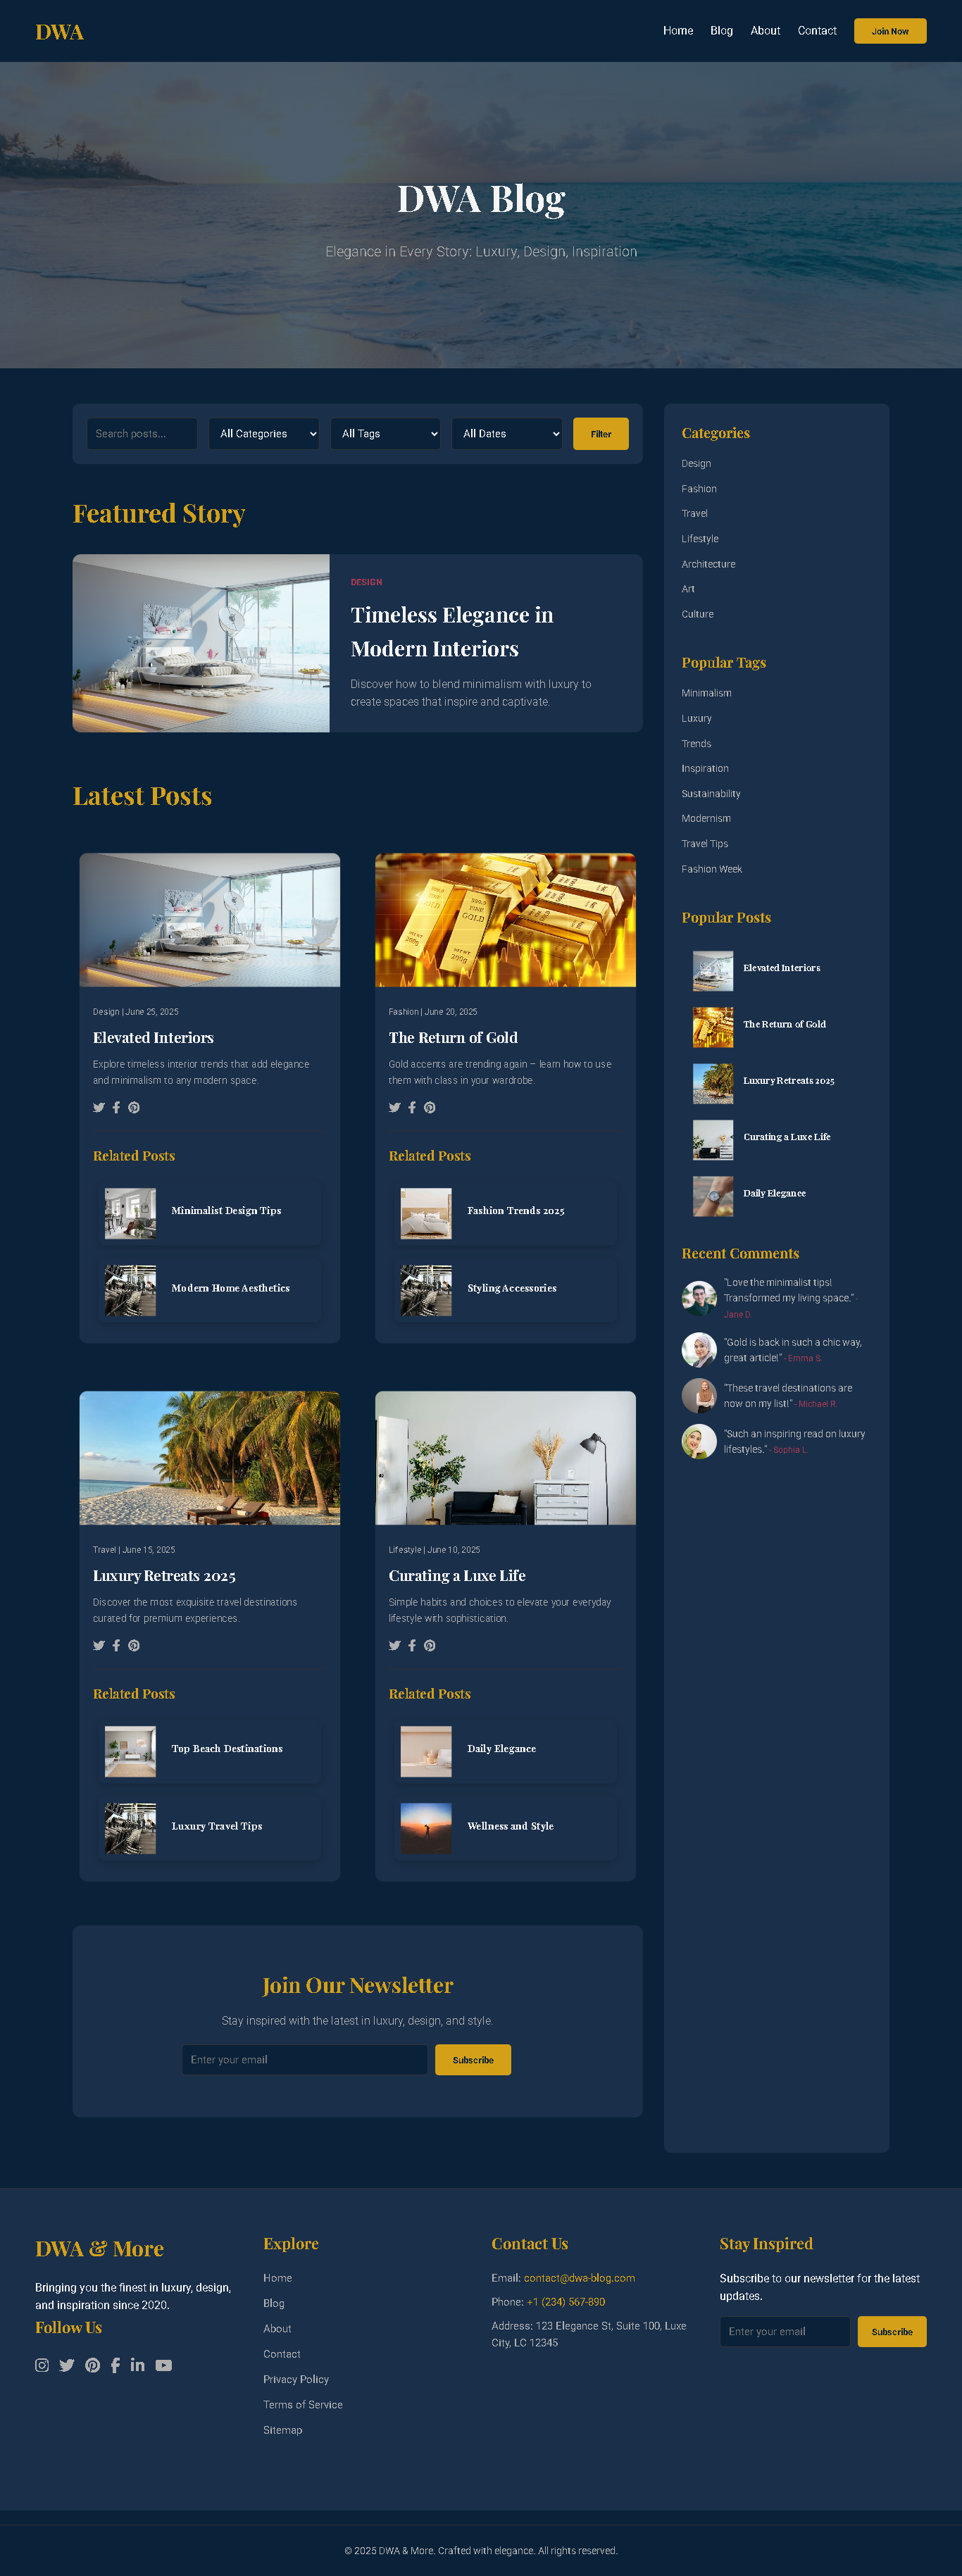 DWA
Home
Blog
About
Contact
Join Now
DWA Blog
Elegance in Every Story: Luxury, Design, Inspiration
Search posts...
All Categories
All Tags
All Dates
Filter
Featured Story
DESIGN
Timeless Elegance in
Modern Interiors
Discover how to blend minimalism with luxury to
create spaces that inspire and captivate.
Latest Posts
Design | June 25, 2025
Elevated Interiors
Explore timeless interior trends that add elegance
and minimalism to any modern space.
Related Posts
Minimalist Design Tips
Modern Home Aesthetics
FINE
GOLD
200g
Fashion | June 20, 2025
The Return of Gold
Gold accents are trending again – learn how to use
them with class in your wardrobe.
Related Posts
Fashion Trends 2025
Styling Accessories
Travel | June 15, 2025
Luxury Retreats 2025
Discover the most exquisite travel destinations
curated for premium experiences.
Related Posts
Top Beach Destinations
Luxury Travel Tips
Lifestyle | June 10, 2025
Curating a Luxe Life
Simple habits and choices to elevate your everyday
lifestyle with sophistication.
Related Posts
Daily Elegance
Wellness and Style
Join Our Newsletter
Stay inspired with the latest in luxury, design, and style.
Enter your email
Subscribe
Categories
Design
Fashion
Travel
Lifestyle
Architecture
Art
Culture
Popular Tags
Minimalism
Luxury
Trends
Inspiration
Sustainability
Modernism
Travel Tips
Fashion Week
Popular Posts
Elevated Interiors
The Return of Gold
Luxury Retreats 2025
Curating a Luxe Life
Daily Elegance
Recent Comments
"Love the minimalist tips!
Transformed my living space." -
Jane D.
"Gold is back in such a chic way,
great article!" - Emma S.
"These travel destinations are
now on my list!" - Michael R.
"Such an inspiring read on luxury
lifestyles." - Sophia L.
DWA & More
Bringing you the finest in luxury, design,
and inspiration since 2020.
Follow Us
Explore
Home
Blog
About
Contact
Privacy Policy
Terms of Service
Sitemap
Contact Us
Email: contact@dwa-blog.com
Phone: +1 (234) 567-890
Address: 123 Elegance St, Suite 100, Luxe
City, LC 12345
Stay Inspired
Subscribe to our newsletter for the latest
updates.
Enter your email
Subscribe
© 2025 DWA & More. Crafted with elegance. All rights reserved.